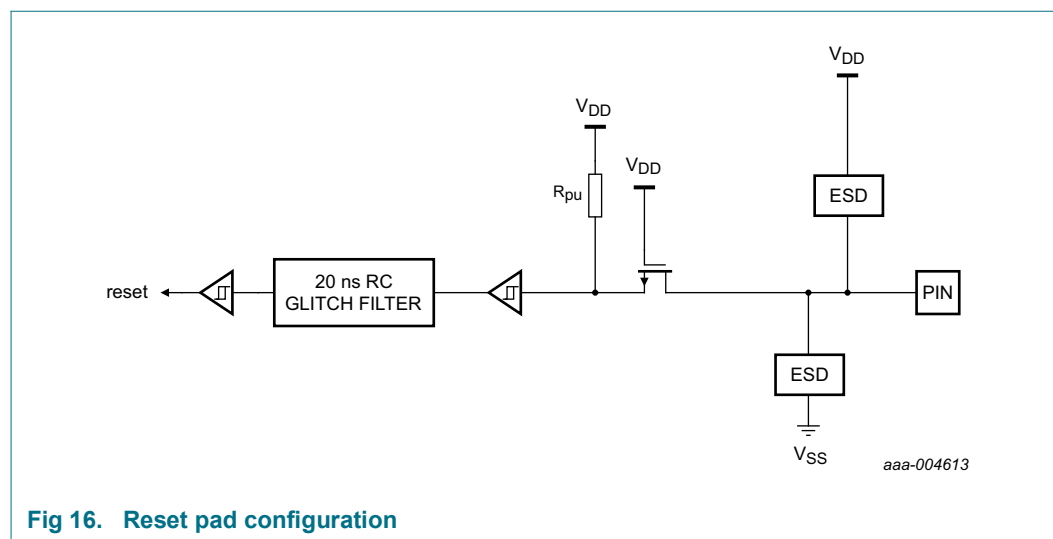 VDD
VDD
VDD
Rpu
ESD
reset
20 ns RC
GLITCH FILTER
PIN
ESD
VSS
aaa-004613
Fig 16. Reset pad configuration